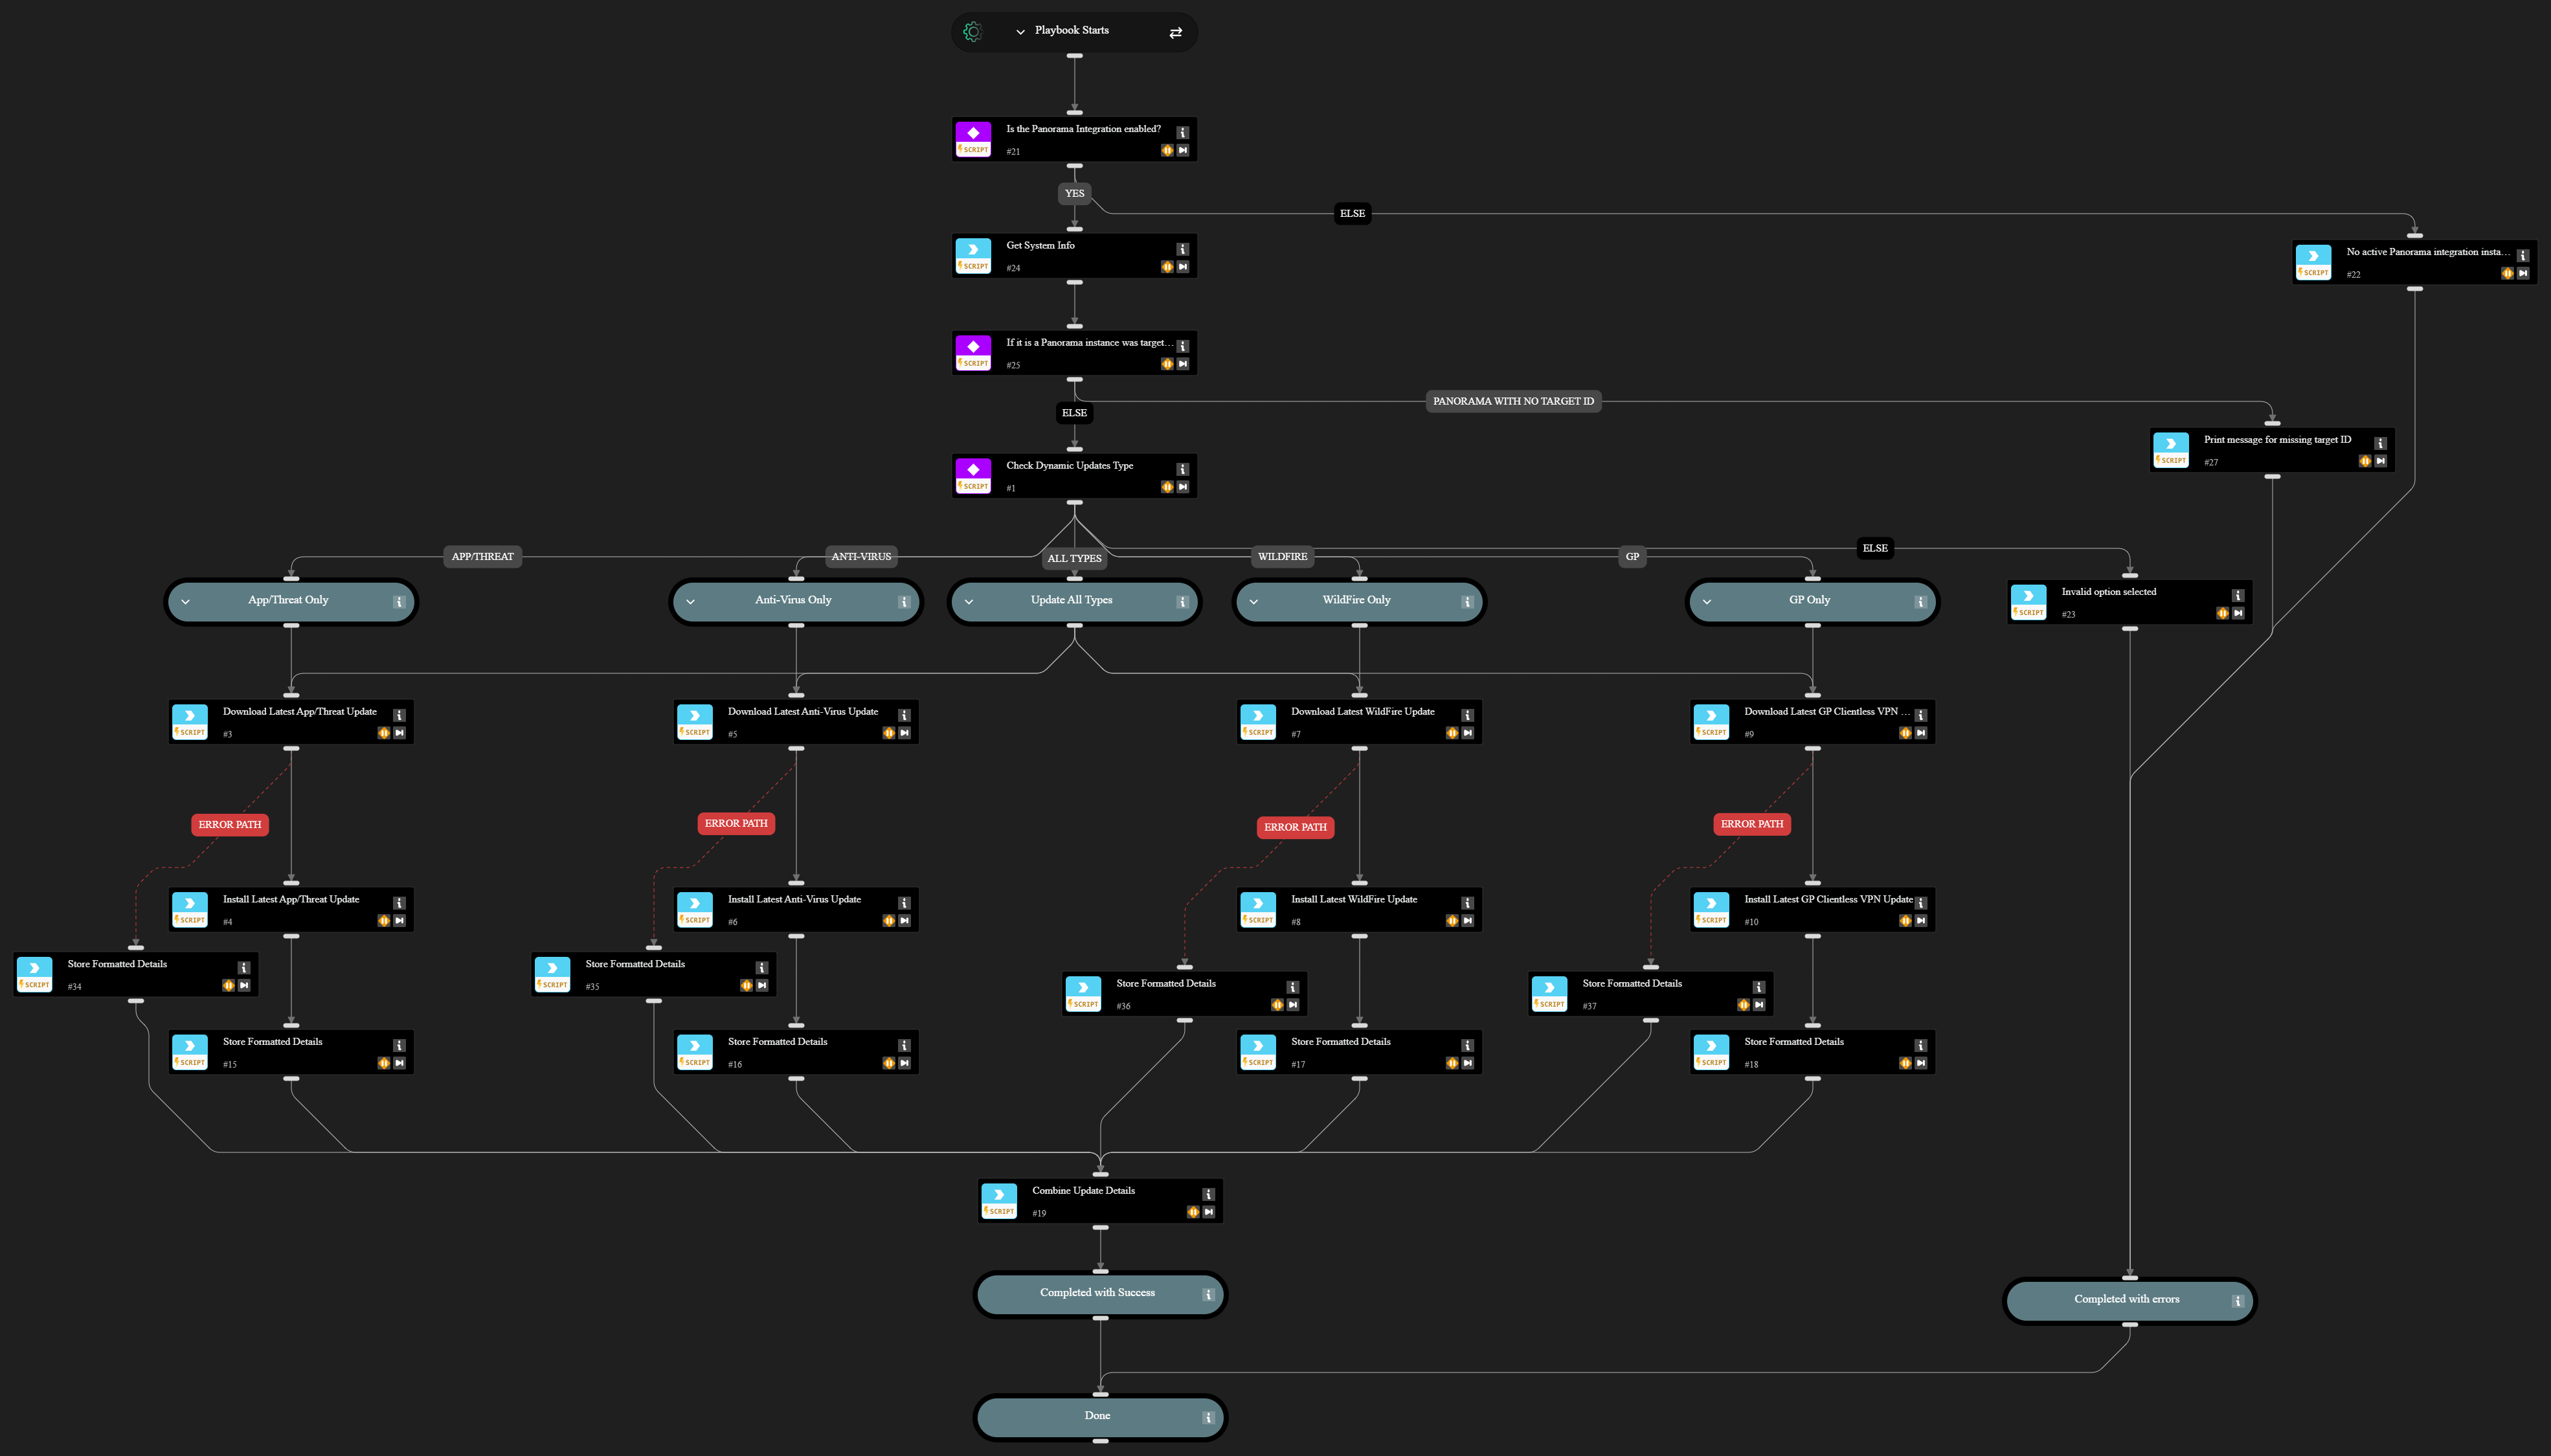 Playbook Starts
Is the Panorama Integration enabled?
SCRIPT
#21
YES
ELSE
Get System Info
SCRIPT
#24
No active Panorama integration insta...
SCRIPT
#22
If it is a Panorama instance was target...
SCRIPT
#25
PANORAMA WITH NO TARGET ID
ELSE
Print message for missing target ID
SCRIPT
#27
Check Dynamic Updates Type
SCRIPT
#1
APP/THREAT
ANTI-VIRUS
ALL TYPES
WILDFIRE
GP
ELSE
App/Threat Only
Anti-Virus Only
Update All Types
WildFire Only
GP Only
Invalid option selected
SCRIPT
#23
Download Latest App/Threat Update
SCRIPT
#3
Download Latest Anti-Virus Update
SCRIPT
#5
Download Latest WildFire Update
SCRIPT
#7
Download Latest GP Clientless VPN ...
SCRIPT
#9
ERROR PATH
ERROR PATH
ERROR PATH
ERROR PATH
Install Latest App/Threat Update
SCRIPT
#4
Install Latest Anti-Virus Update
SCRIPT
#6
Install Latest WildFire Update
SCRIPT
#8
Install Latest GP Clientless VPN Update
SCRIPT
#10
Store Formatted Details
SCRIPT
#34
Store Formatted Details
SCRIPT
#35
Store Formatted Details
SCRIPT
#36
Store Formatted Details
SCRIPT
#37
Store Formatted Details
SCRIPT
#15
Store Formatted Details
SCRIPT
#16
Store Formatted Details
SCRIPT
#17
Store Formatted Details
SCRIPT
#18
Combine Update Details
SCRIPT
#19
Completed with Success
Completed with errors
Done